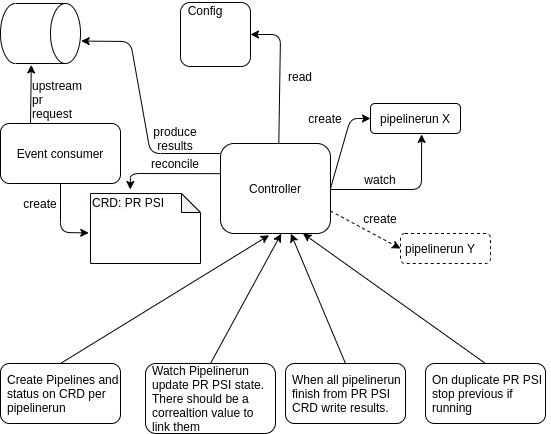 Config
upstream
pr
request
read
create
pipelinerun X
produce
results
Event consumer
reconcile
watch
Controller
create
CRD: PR PSI
create
pipelinerun Y
Create Pipelines and
status on CRD per
pipelinerun
Watch Pipelinerun
update PR PSI state.
There should be a
correaltion value to
link them
When all pipelinerun
finish from PR PSI
CRD write results.
On duplicate PR PSI
stop previous if
running